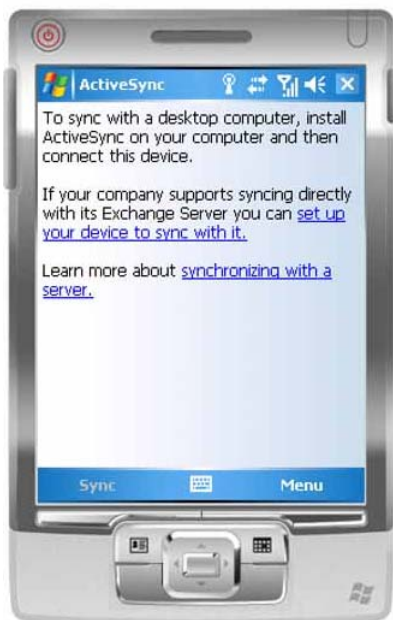 ActiveSync
To sync with a desktop computer, install
ActiveSync on your computer and then
connect this device.
If your company supports syncing directly
with its Exchange Server you can set up
your device to sync with it.
Learn more about synchronizing with a
server.
Sync Menu